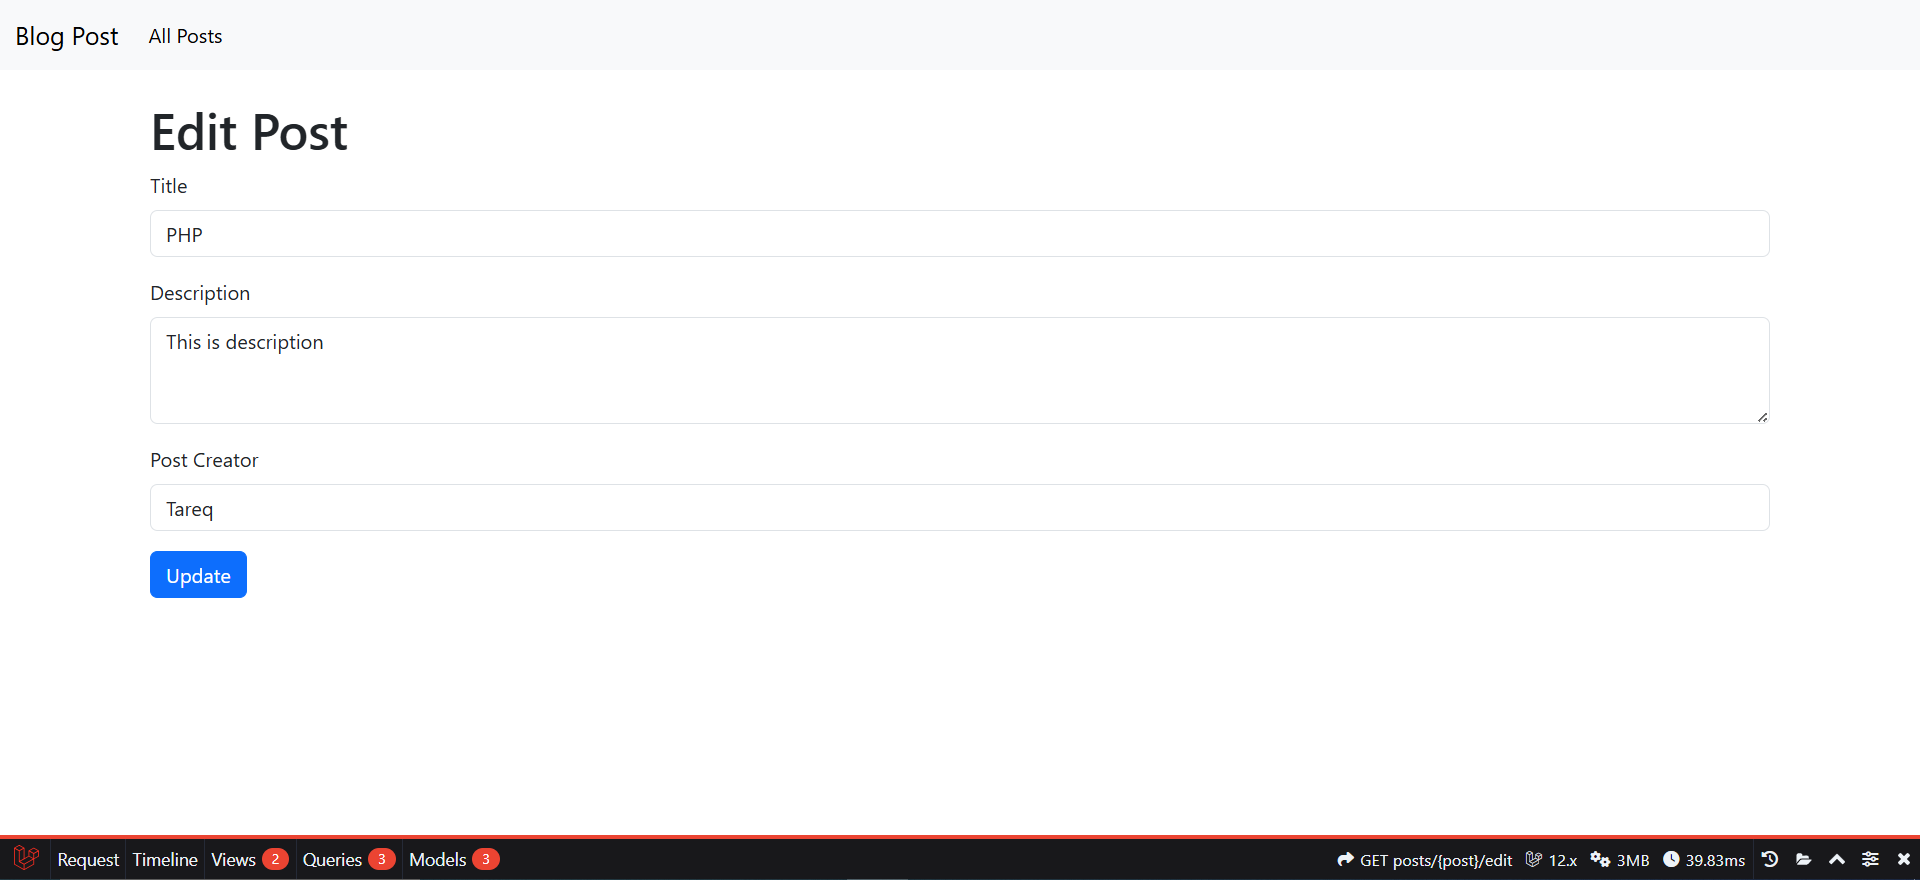 Blog Post All Posts
Edit Post
Title
PHP
Description
This is description
Post Creator
Tareq
Update
Request Timeline Views 2 Queries 3 Models 3 GET posts/{post}/edit 12.x 3MB 39.83ms